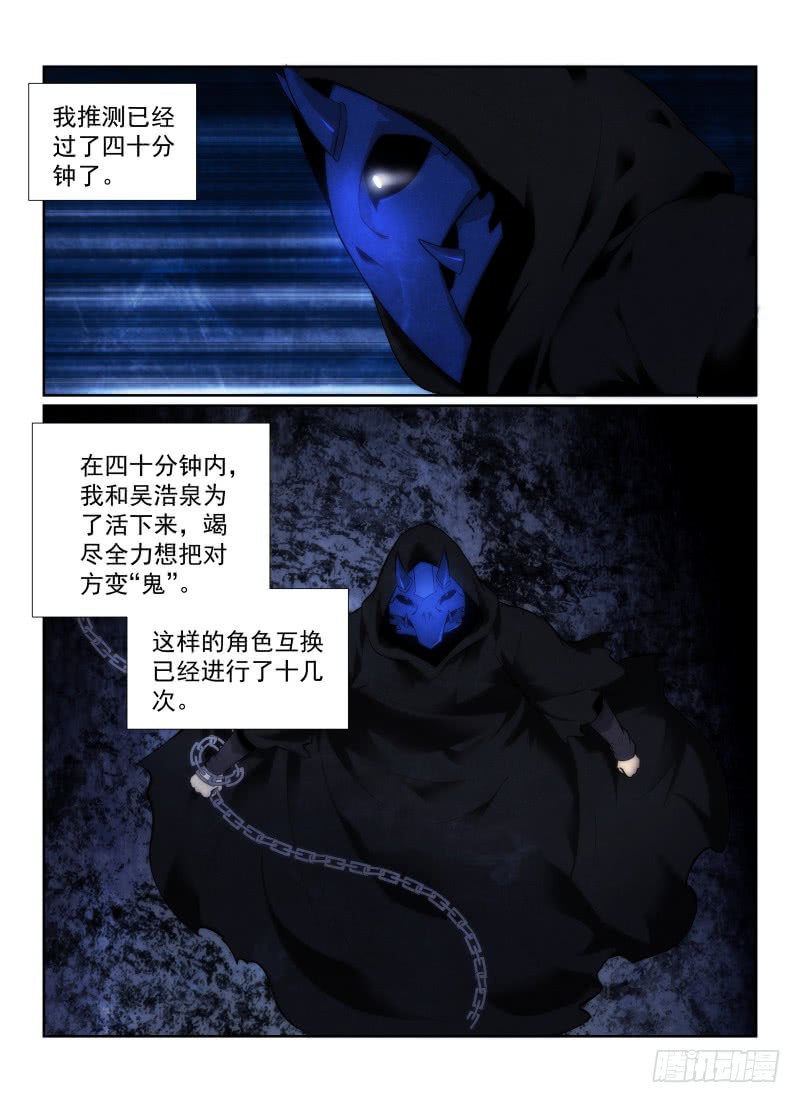 我推测已经
过了四十分
钟了。
在四十分钟内，
我和吴浩泉为
了活下来，竭
尽全力想把对
方变“鬼”。
这样的角色互换
已经进行了十几
次。
腾讯动漫